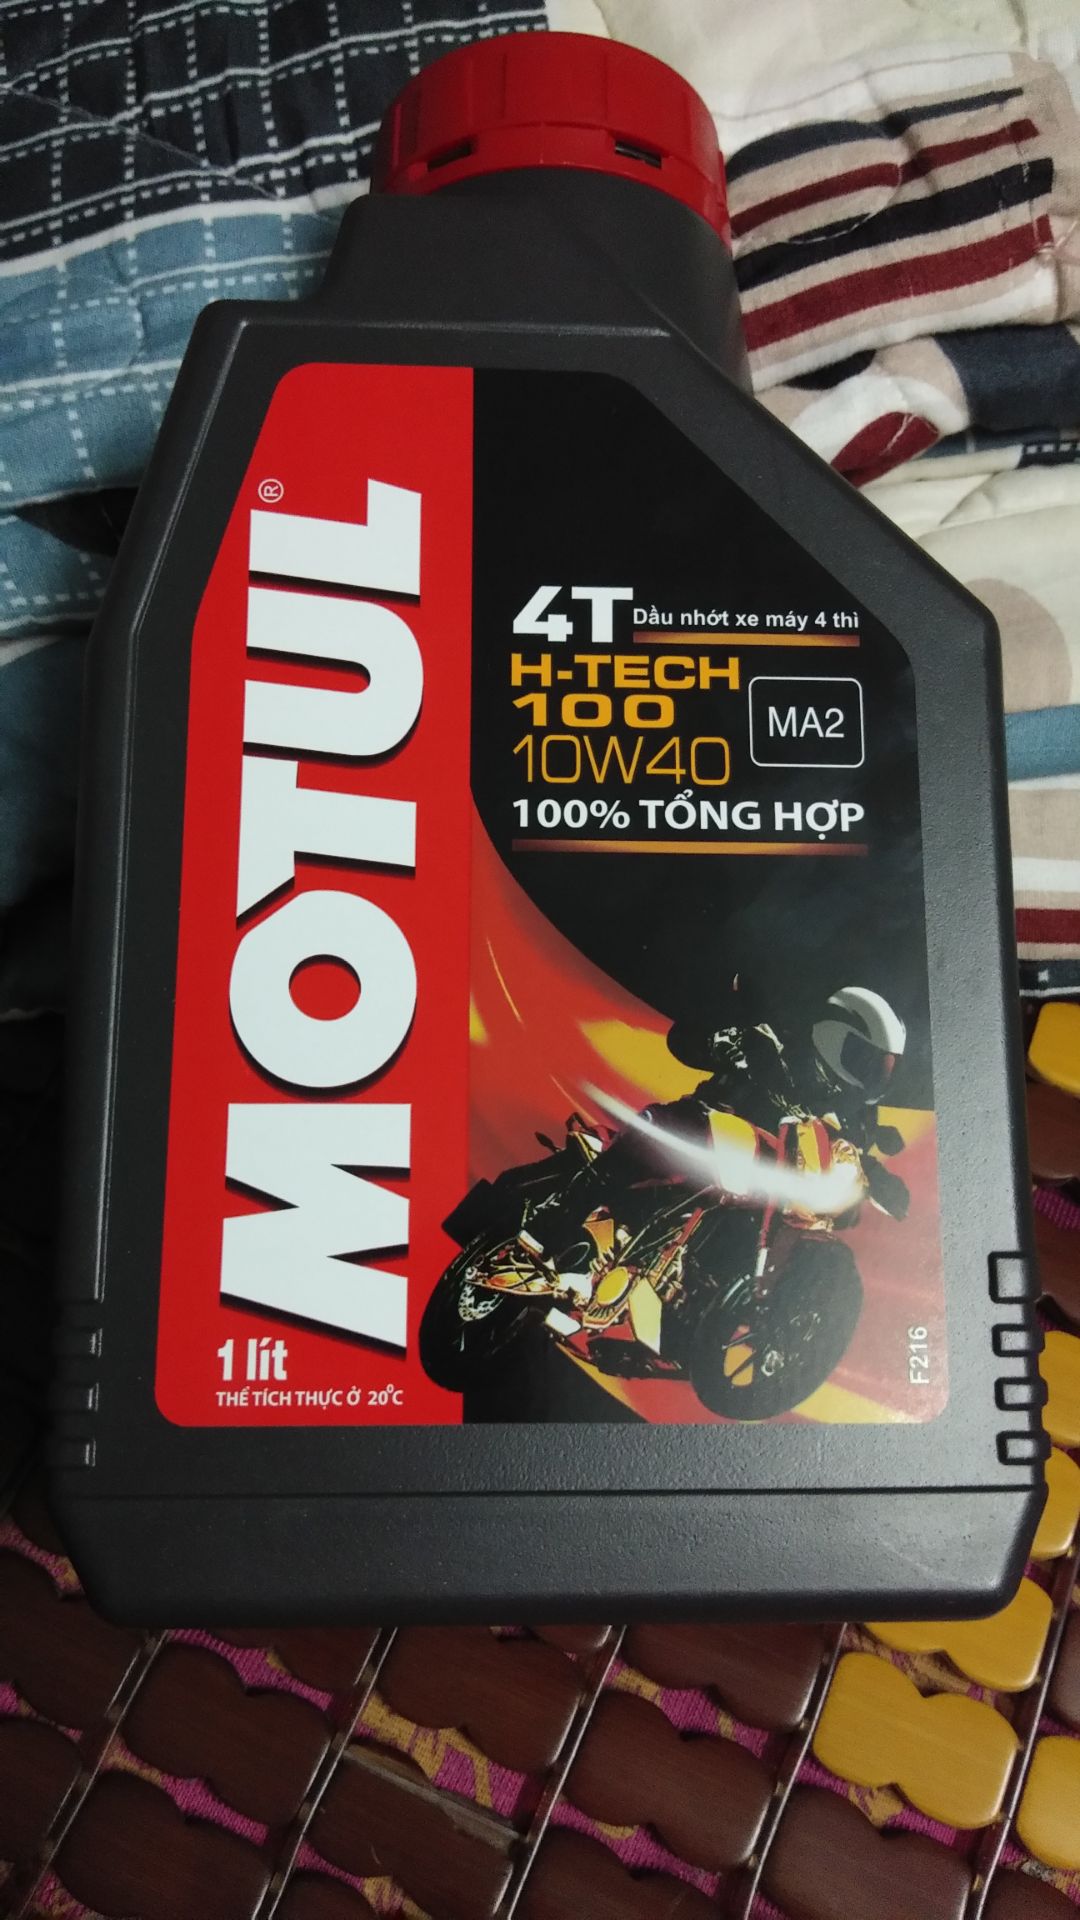 MOTUL®
4T Dầu nhớt xe máy 4 thì
H-TECH
100
10W40
MA2
100% TỔNG HỢP
1 lít
THỂ TÍCH THỰC Ở 20°C
F216